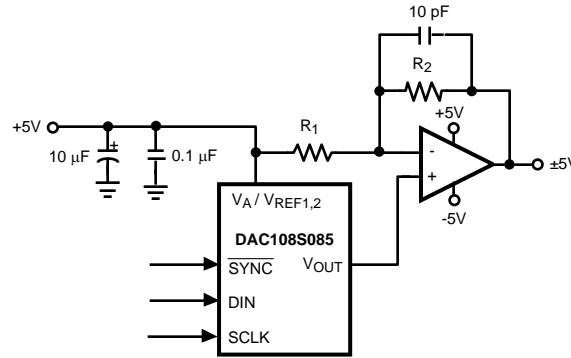 10 pF
R2
+5V
R1
+5V
10 μF
+
0.1 μF
-
+
±5V
-5V
VA / VREF1,2
DAC108S085
SYNC
VOUT
DIN
SCLK